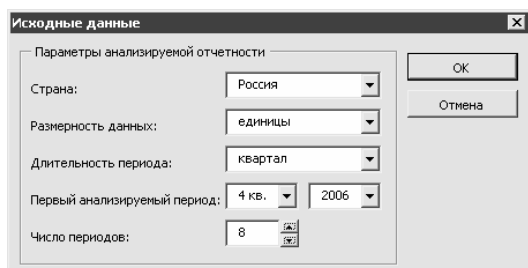 Исходные данные
Параметры анализируемой отчетности
Страна: Россия
Размерность данных: единицы
Длительность периода: квартал
Первый анализируемый период: 4 кв. 2006
Число периодов: 8
ОК
Отмена